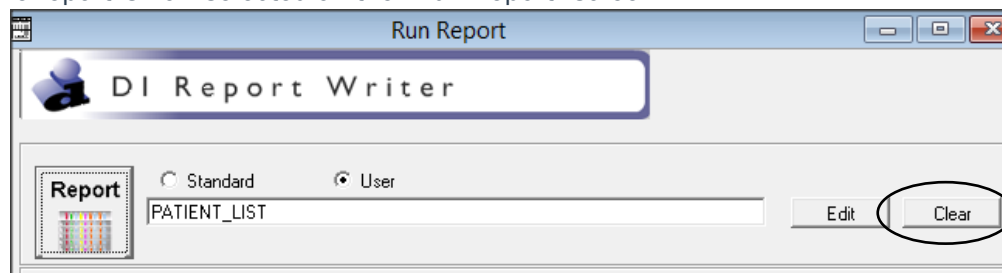 Run Report
DI Report Writer
Report
Standard User
PATIENT_LIST
Edit Clear